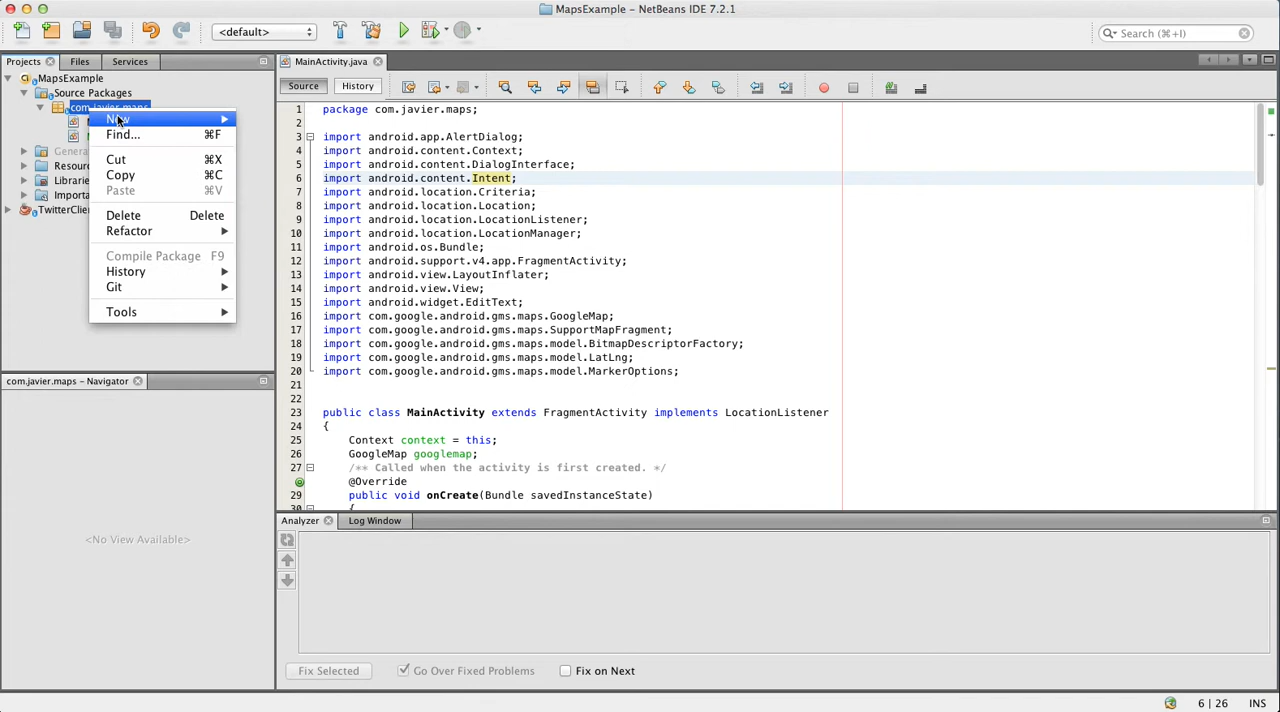 MapsExample – NetBeans IDE 7.2.1
<default>
Search (⌘+I)
Projects
Files
Services
MainActivity.java
Source
History
MapsExample
Source Packages
com.javier.maps
Resour
Librarie
Importa
TwitterClie
New
Find... ⌘F
Cut ⌘X
Copy ⌘C
Paste ⌘V
Delete Delete
Refactor
Compile Package F9
History
Git
Tools
com.javier.maps – Navigator
<No View Available>
1 package com.javier.maps;
2
3 import android.app.AlertDialog;
4 import android.content.Context;
5 import android.content.DialogInterface;
6 import android.content.Intent;
7 import android.location.Criteria;
8 import android.location.Location;
9 import android.location.LocationListener;
10 import android.location.LocationManager;
11 import android.os.Bundle;
12 import android.support.v4.app.FragmentActivity;
13 import android.view.LayoutInflater;
14 import android.view.View;
15 import android.widget.EditText;
16 import com.google.android.gms.maps.GoogleMap;
17 import com.google.android.gms.maps.SupportMapFragment;
18 import com.google.android.gms.maps.model.BitmapDescriptorFactory;
19 import com.google.android.gms.maps.model.LatLng;
20 import com.google.android.gms.maps.model.MarkerOptions;
21
22
23 public class MainActivity extends FragmentActivity implements LocationListener
24 {
25 Context context = this;
26 GoogleMap googlemap;
27 /** Called when the activity is first created. */
@Override
29 public void onCreate(Bundle savedInstanceState)
30 {
Analyzer
Log Window
Fix Selected
Go Over Fixed Problems
Fix on Next
6 | 26 INS